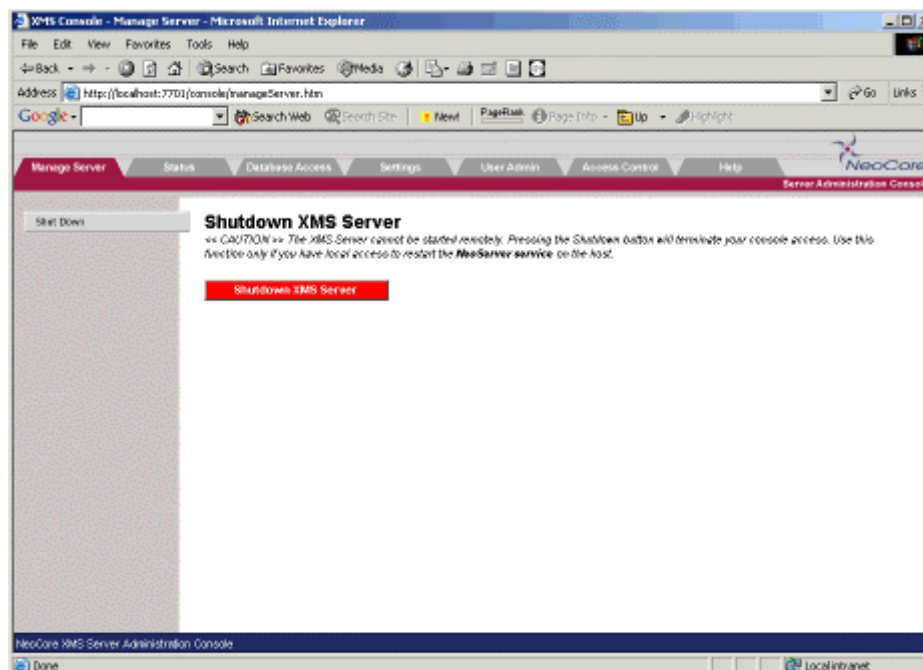 XMS Console - Manage Server - Microsoft Internet Explorer
File Edit View Favorites Tools Help
Back Search Favorites Media
Address http://localhost:7701/console/manageServer.htm Go Links
Google Search Web Search Site New! PageRank Page Info Up Highlight
NeoCore
Manage Server Status Database Access Settings User Admin Access Control Help
Server Administration Consol
Shut Down
Shutdown XMS Server
«« CAUTION »» The XMS Server cannot be started remotely. Pressing the Shutdown button will terminate your console access. Use this
function only if you have local access to restart the NeoServer service on the host.
Shutdown XMS Server
NeoCore XMS Server Administration Console
Done Local intranet